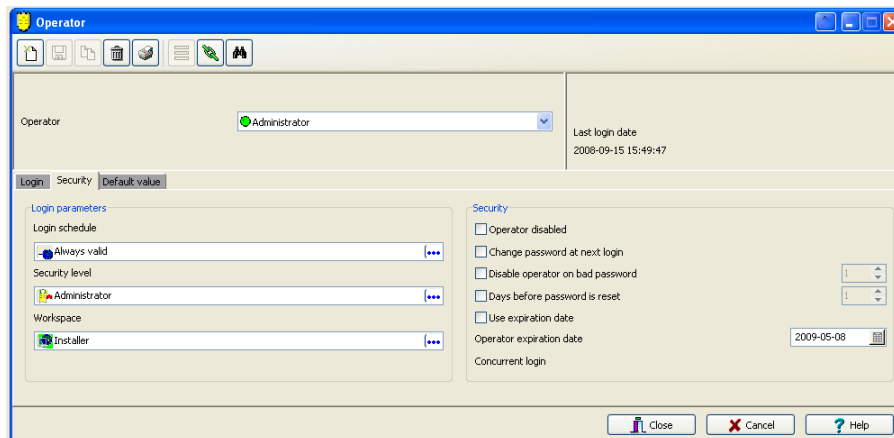 Operator
Operator
Administrator
Last login date
2008-09-15 15:49:47
Login
Security
Default value
Login parameters
Login schedule
Always valid
Security level
Administrator
Workspace
Installer
Security
Operator disabled
Change password at next login
Disable operator on bad password
1
Days before password is reset
1
Use expiration date
Operator expiration date
2009-05-08
Concurrent login
Close
Cancel
Help